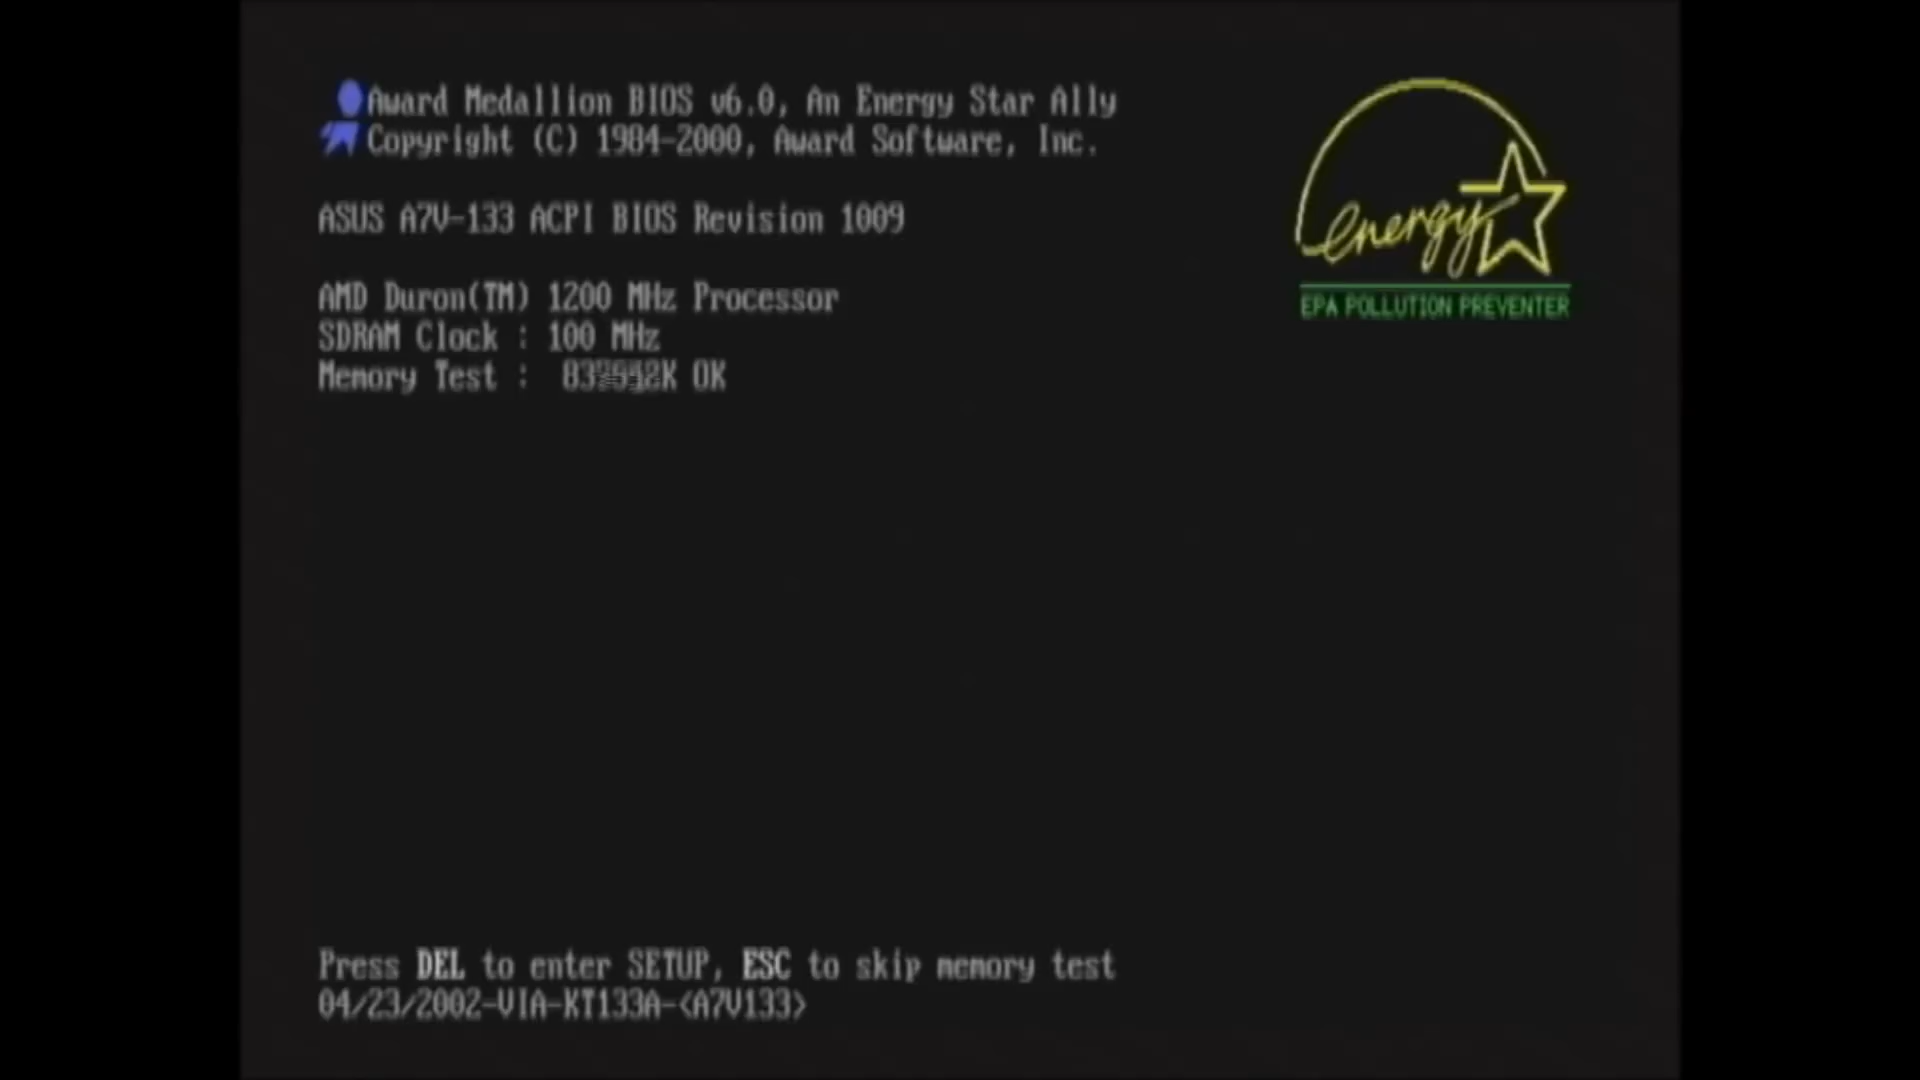 Award Medallion BIOS v6.0, An Energy Star Ally
Copyright (C) 1984-2000, Award Software, Inc.
energy
EPA POLLUTION PREVENTER
ASUS A7V-133 ACPI BIOS Revision 1009
AMD Duron(TM) 1200 MHz Processor
SDRAM Clock : 100 MHz
Memory Test : OK
Press DEL to enter SETUP, ESC to skip memory test
04/23/2002-VIA-KT133A-<A7V133>